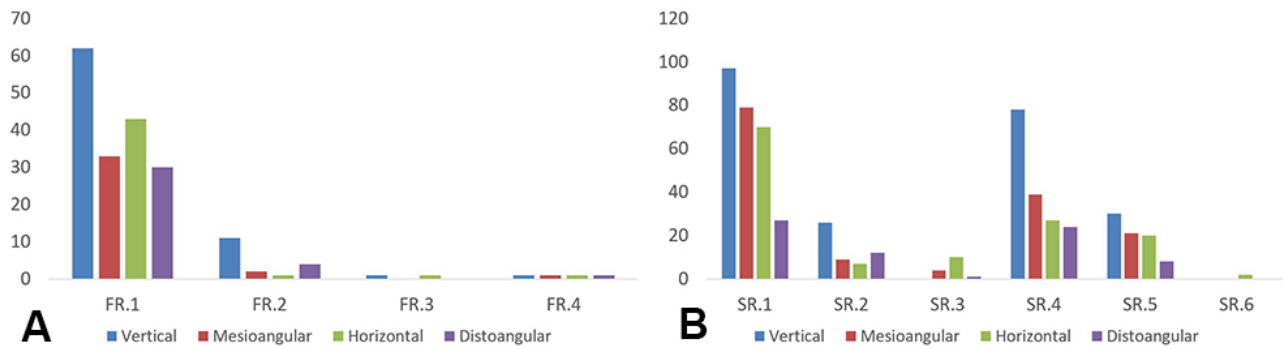 70
60
50
40
30
20
10
0
FR.1 FR.2 FR.3 FR.4
A
Vertical Mesioangular Horizontal Distoangular
120
100
80
60
40
20
0
SR.1 SR.2 SR.3 SR.4 SR.5 SR.6
B
Vertical Mesioangular Horizontal Distoangular